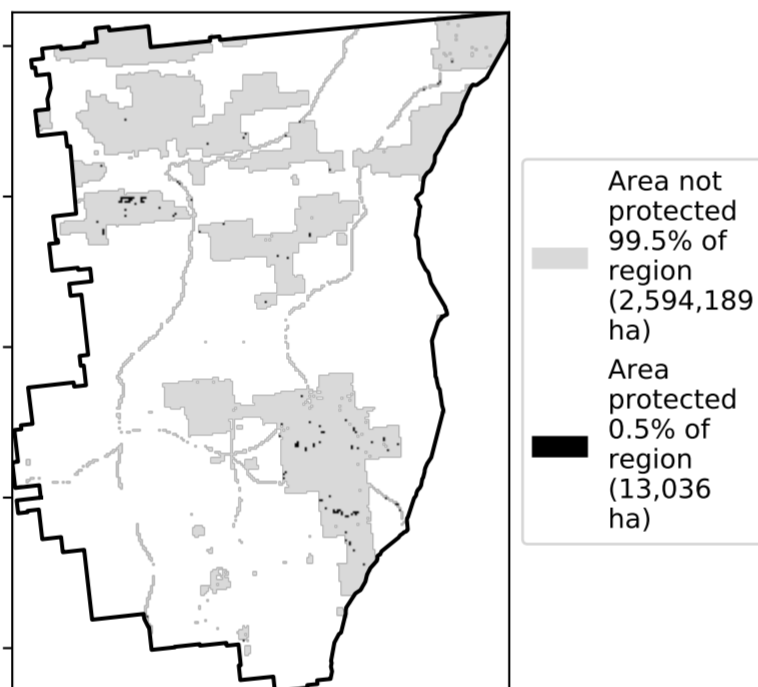 Area not
protected
99.5% of
region
(2,594,189
ha)
Area
protected
0.5% of
region
(13,036
ha)